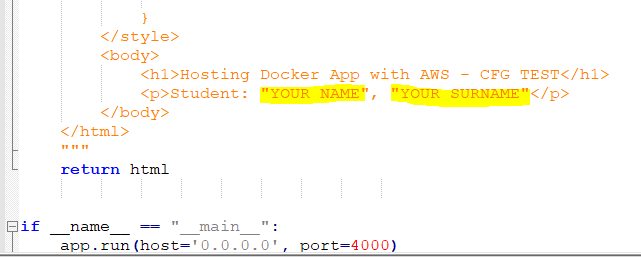 }
</style>
<body>
<h1>Hosting Docker App with AWS - CFG TEST</h1>
<p>Student: "YOUR NAME", "YOUR SURNAME"</p>
</body>
</html>
"""
return html
if __name__ == "__main__":
app.run(host='0.0.0.0', port=4000)